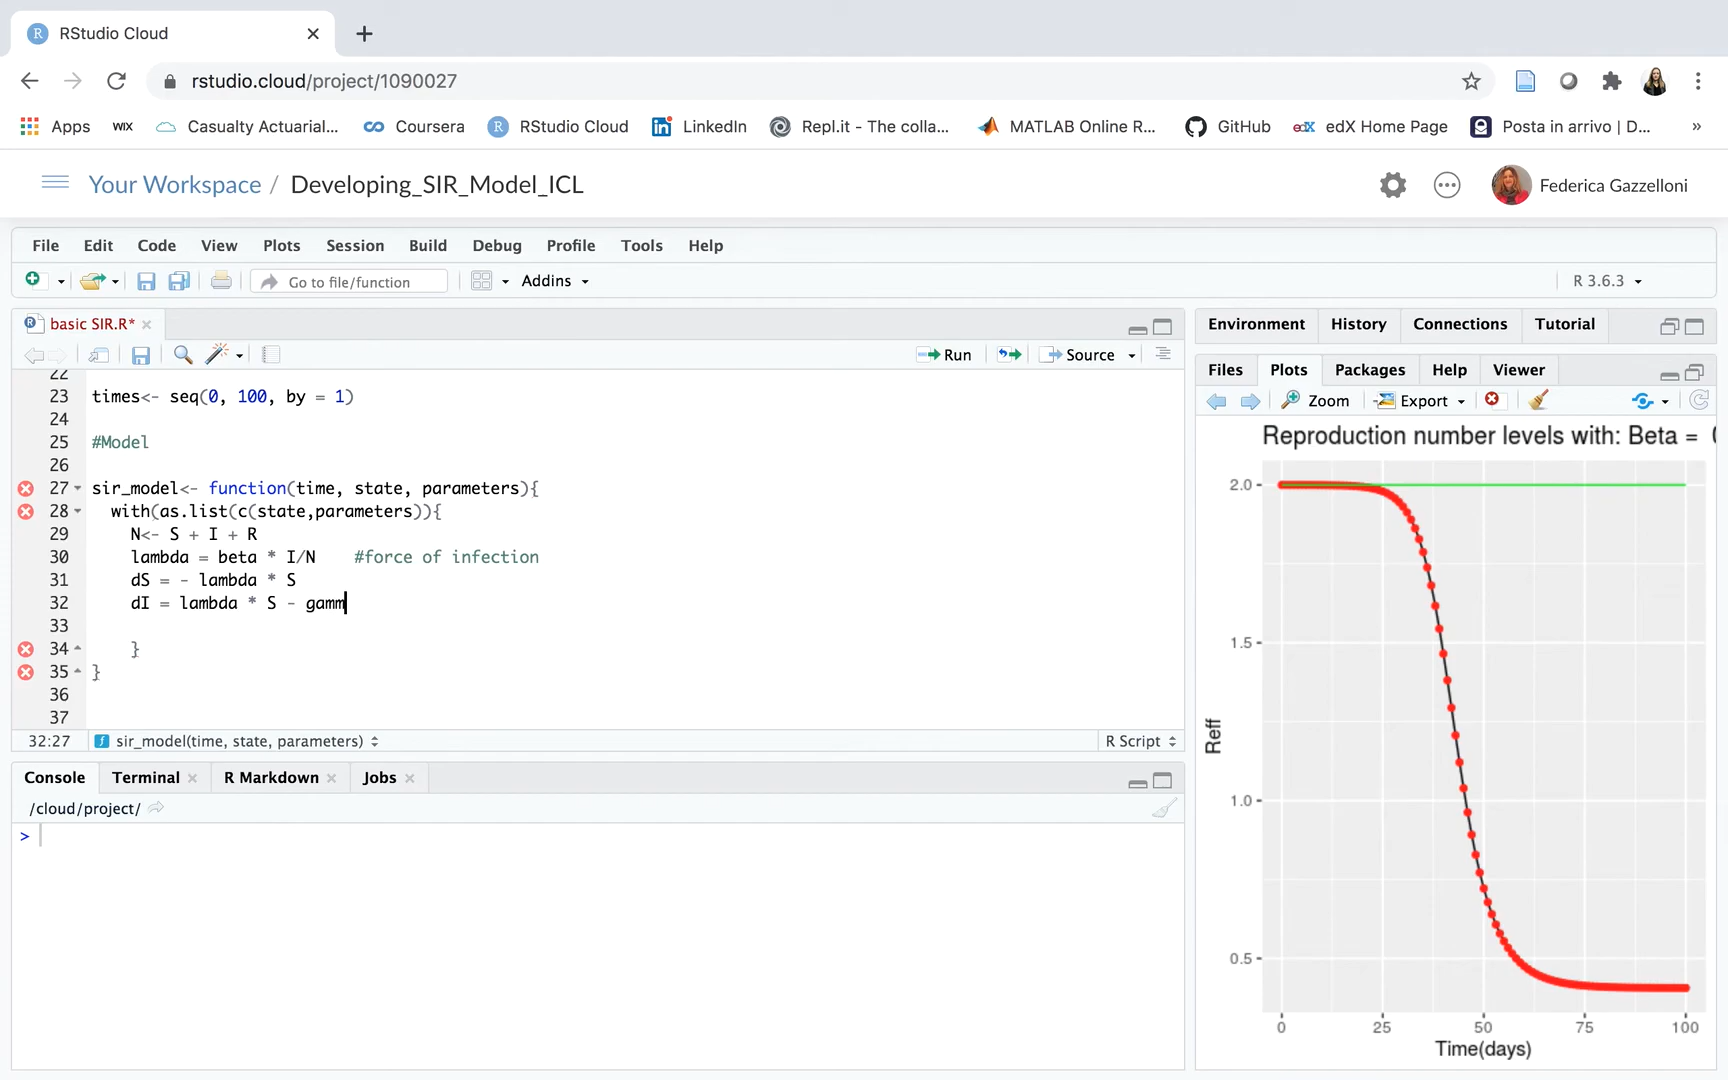 RStudio Cloud
rstudio.cloud/project/1090027
Apps WiX Casualty Actuarial... Coursera RStudio Cloud LinkedIn Repl.it - The colla... MATLAB Online R... GitHub edX Home Page Posta in arrivo | D... »
Your Workspace / Developing_SIR_Model_ICL
Federica Gazzelloni
File Edit Code View Plots Session Build Debug Profile Tools Help
Go to file/function Addins R 3.6.3
basic SIR.R*
Run Source
22
23 times<- seq(0, 100, by = 1)
24
25 #Model
26
27 sir_model<- function(time, state, parameters){
28 with(as.list(c(state,parameters)){
29 N<- S + I + R
30 lambda = beta * I/N #force of infection
31 dS = - lambda * S
32 dI = lambda * S - gamm
33
34 }
35 }
36
37
32:27 sir_model(time, state, parameters) R Script
Console Terminal R Markdown Jobs
/cloud/project/
>
Environment History Connections Tutorial
Files Plots Packages Help Viewer
Zoom Export
Reproduction number levels with: Beta =
2.0
1.5
1.0
0.5
Reff
0 25 50 75 100
Time(days)